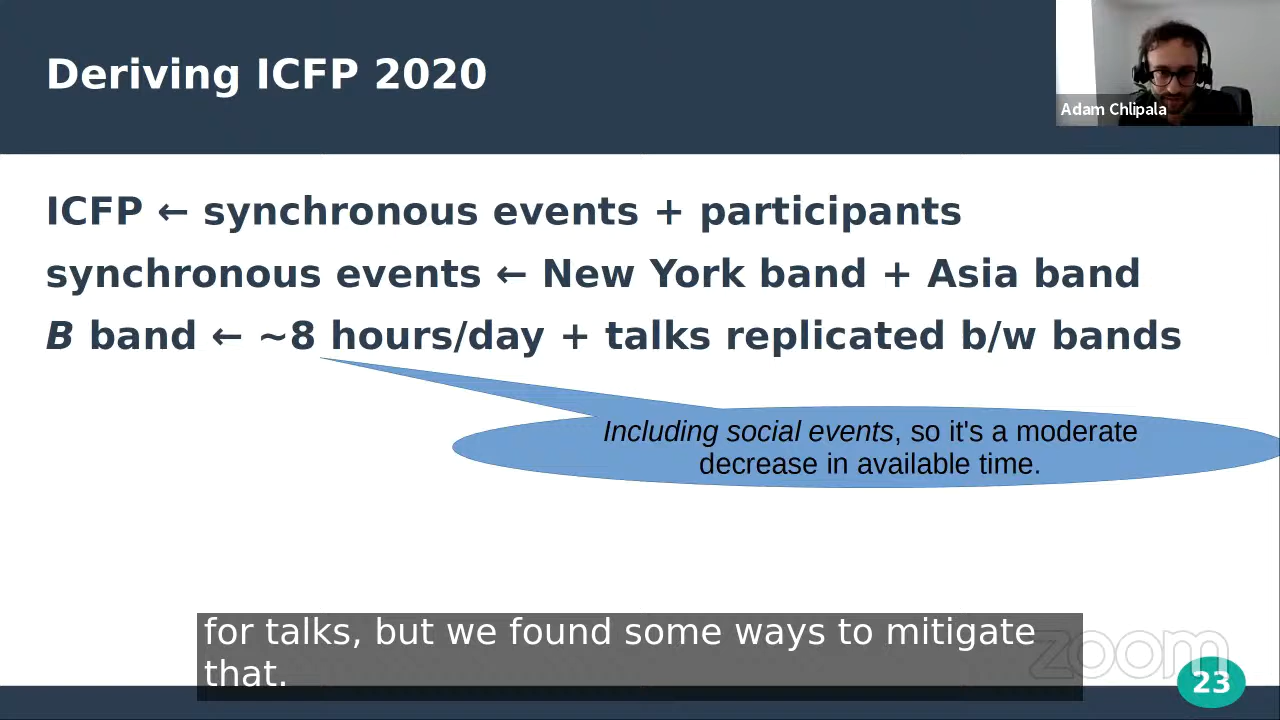 Deriving ICFP 2020
Adam Chlipala
ICFP ← synchronous events + participants
synchronous events ← New York band + Asia band
B band ← ~8 hours/day + talks replicated b/w bands
Including social events, so it's a moderate
decrease in available time.
for talks, but we found some ways to mitigate
that.
zoom
23